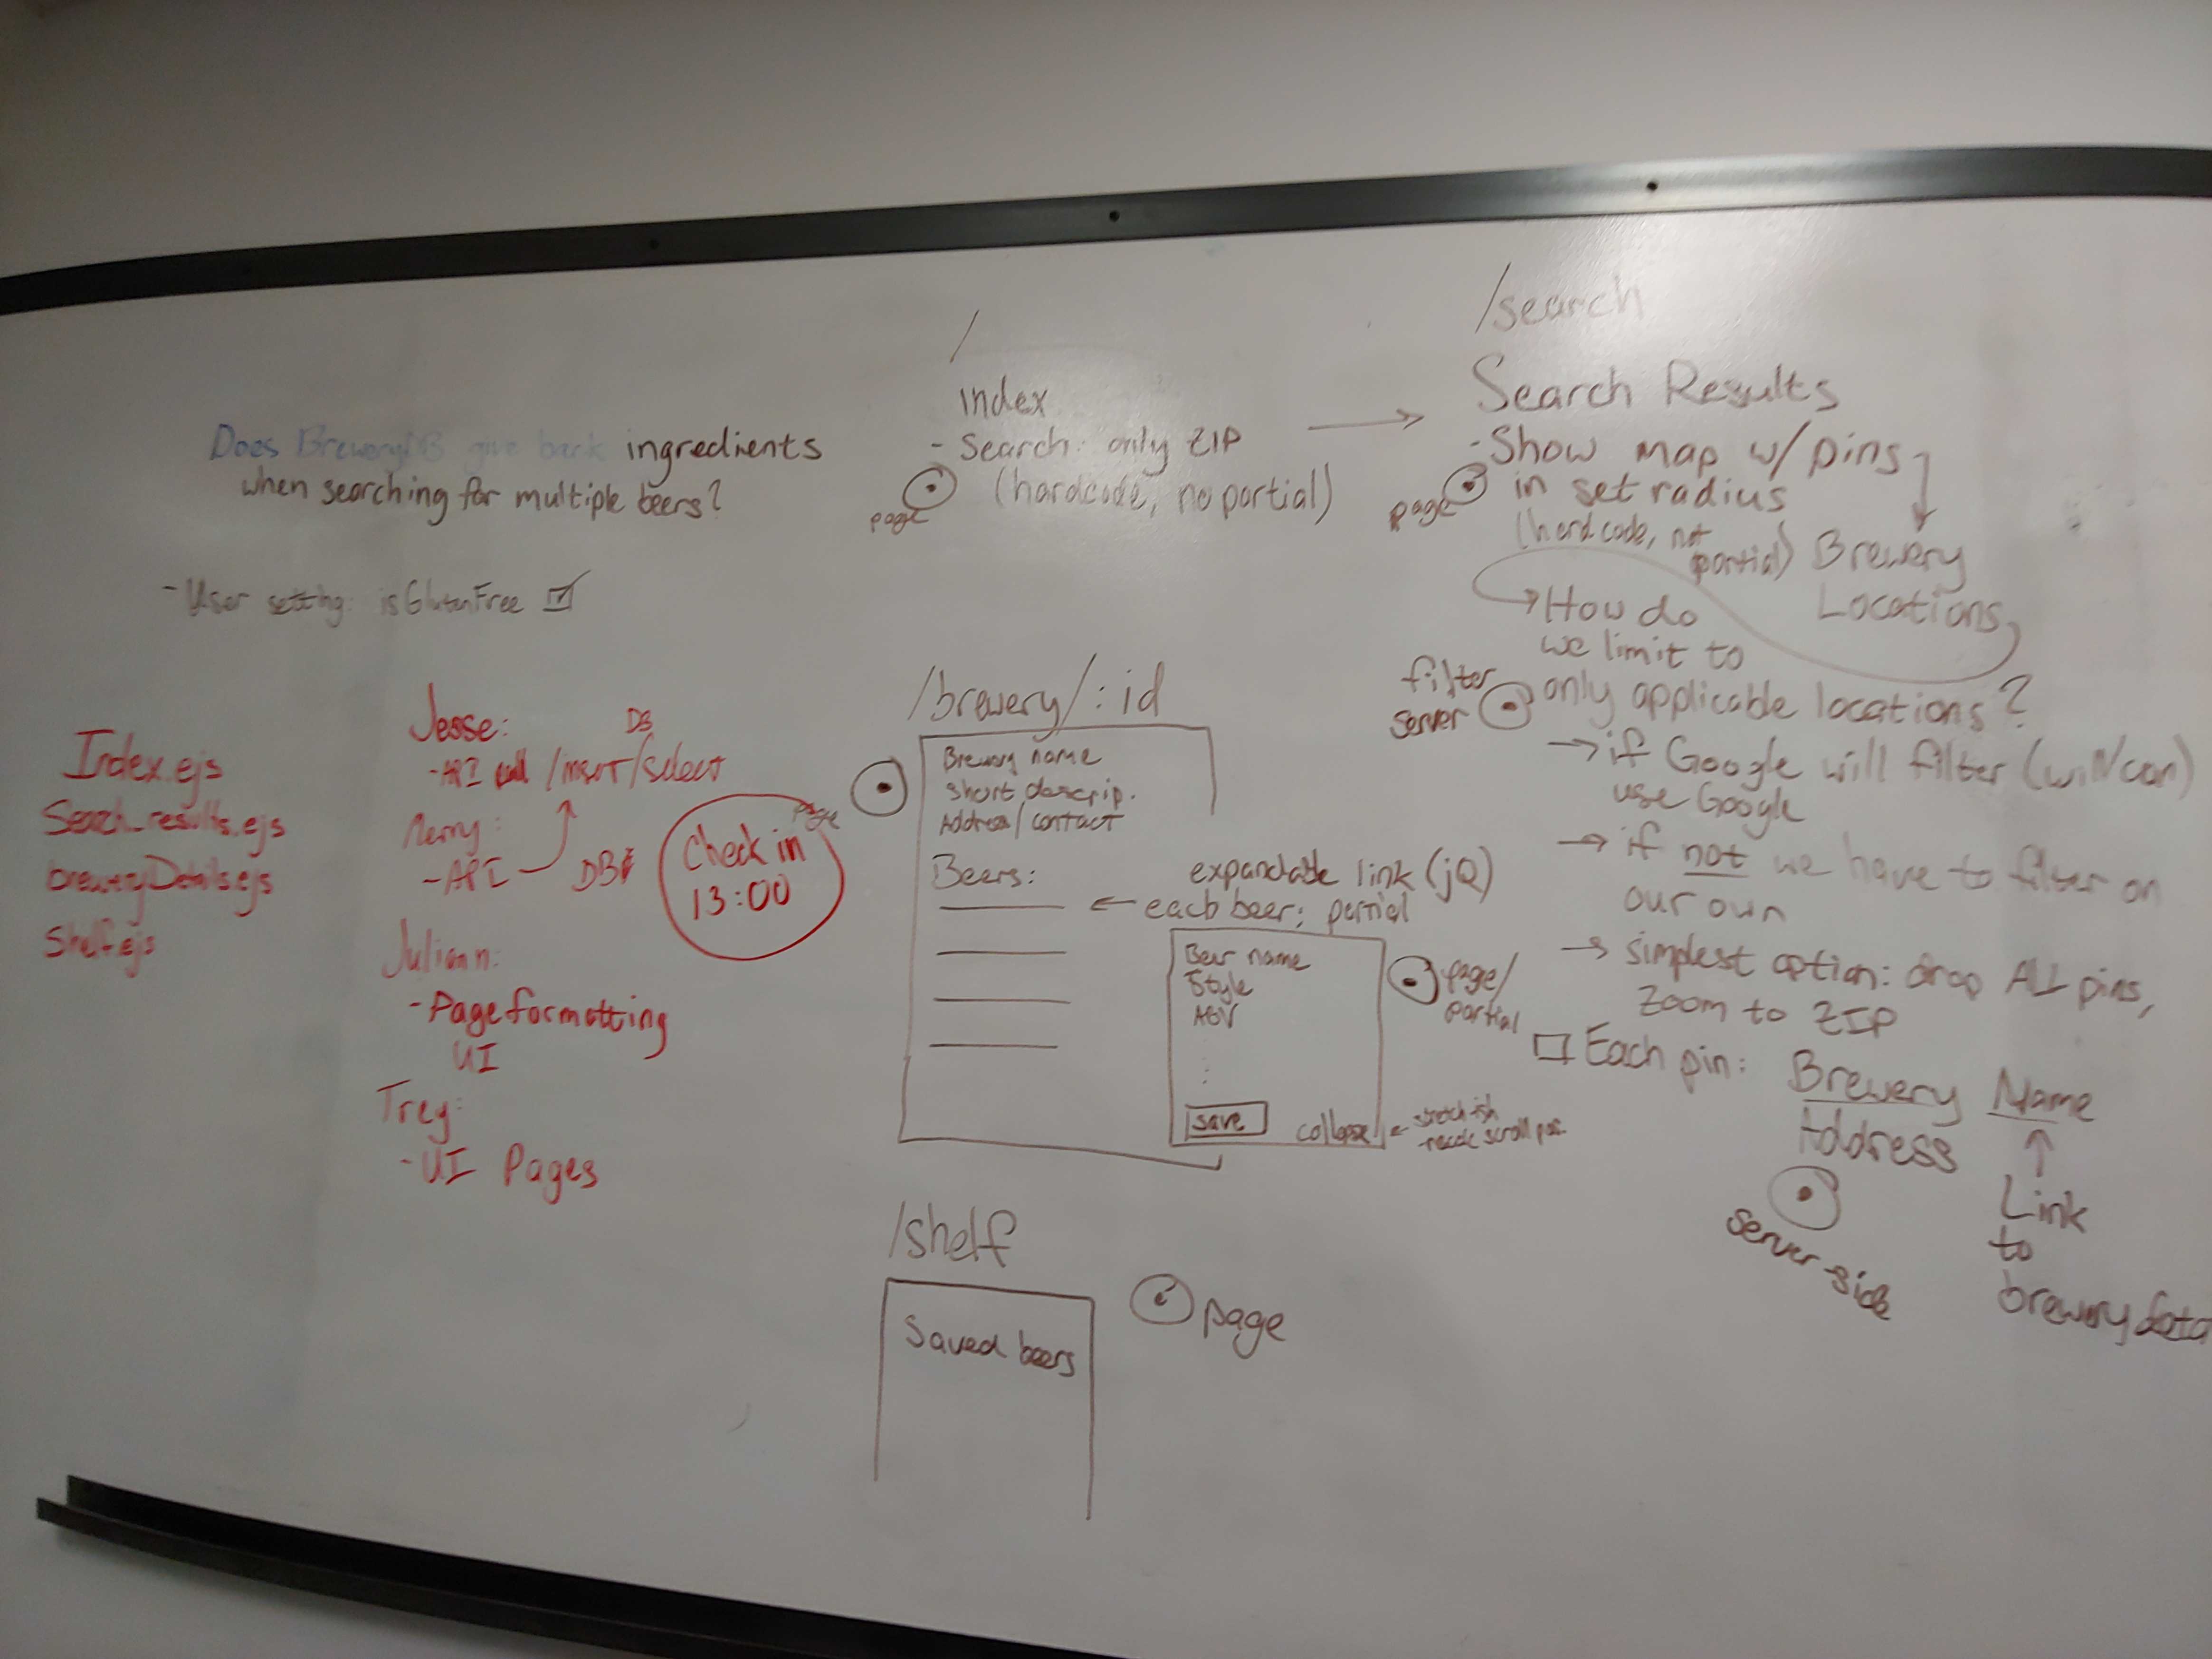 Does BreweryDB give back ingredients
when searching for multiple beers?
- User setting: isGlutenFree
Index.ejs
Search_results.ejs
breweryDetails.ejs
Shelf.ejs
Jesse:
DB
- API call /insert/select
- API
DB
Juliann:
- Page formatting
UI
Trey:
- UI Pages
Check in
13:00
/
index
- Search: only ZIP
(hardcode, no partial)
page
/brewery/:id
page
Brewery name
short descrip.
Address/contact
Beers:
expandable link (jQ)
← each beer: partial
Beer name
Style
ABV
:
save
collapse
← stretch
scroll pos.
page/
partial
/shelf
Saved beers
page
/search
Search Results
- Show map w/ pins
in set radius
page
(hardcode, not
partial)
Brewery
Locations
→ How do
we limit to
only applicable locations?
filter
server
→ if Google will filter (will/can)
use Google
→ if not we have to filter on
our own
→ simplest option: drop ALL pins,
zoom to ZIP
Each pin: Brewery Name
Address
Link
to
brewery data
server-side